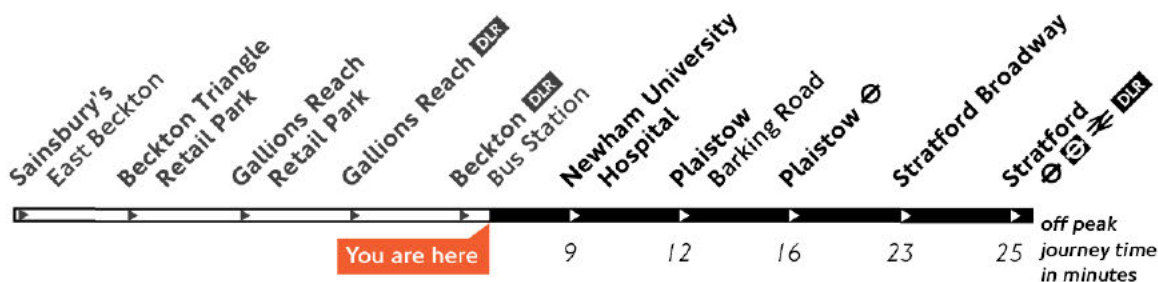 Sainsbury's
East Beckton
Beckton Triangle
Retail Park
Gallions Reach
Retail Park
Gallions Reach DLR
Beckton DLR
Bus Station
Newham University
Hospital
Plaistow
Barking Road
Plaistow
Stratford Broadway
Stratford
DLR
You are here
9 12 16 23 25
off peak
journey time
in minutes